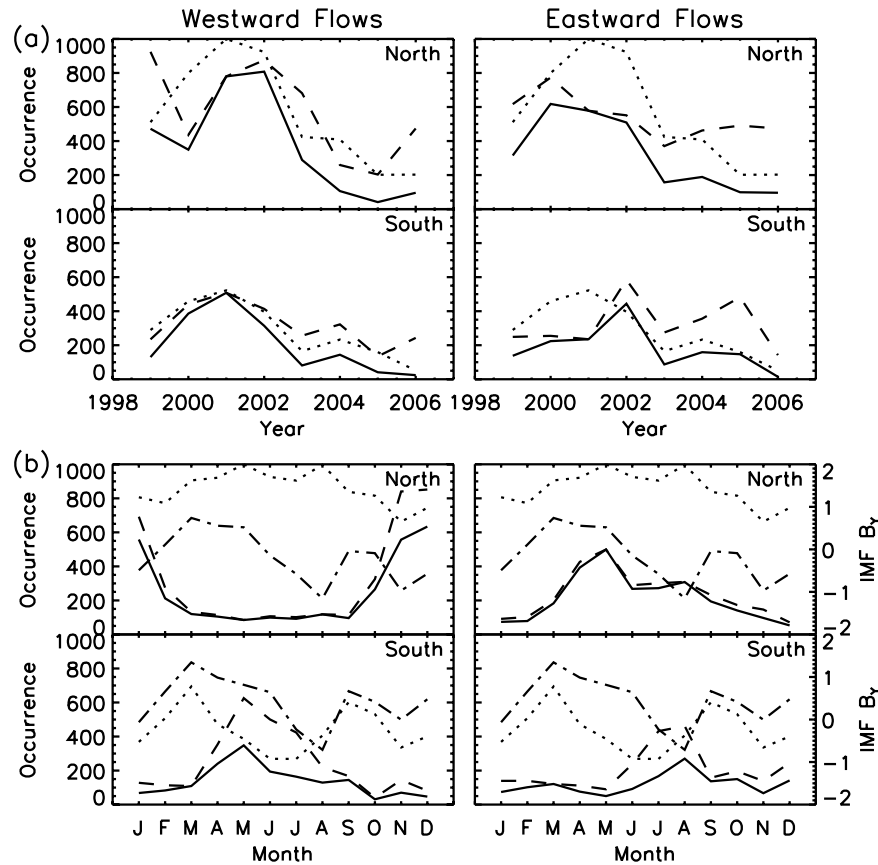 Westward Flows Eastward Flows
(a)
1000 North North
800
600
400
200
0
Occurrence
1000 South South
800
600
400
200
0
Occurrence
1998 2000 2002 2004 2006 1998 2000 2002 2004 2006
Year Year
(b)
1000 North North 2
800 1
600 0
400 -1
200 -2
0
Occurrence IMF BY
1000 South South 2
800 1
600 0
400 -1
200 -2
0
Occurrence IMF BY
J F M A M J J A S O N D J F M A M J J A S O N D
Month Month